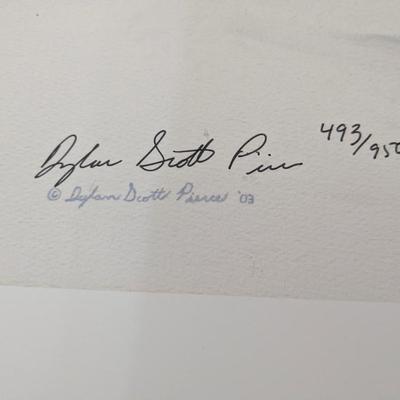 Dylan Scott Pierce 493/950
© Dylan Scott Pierce '03